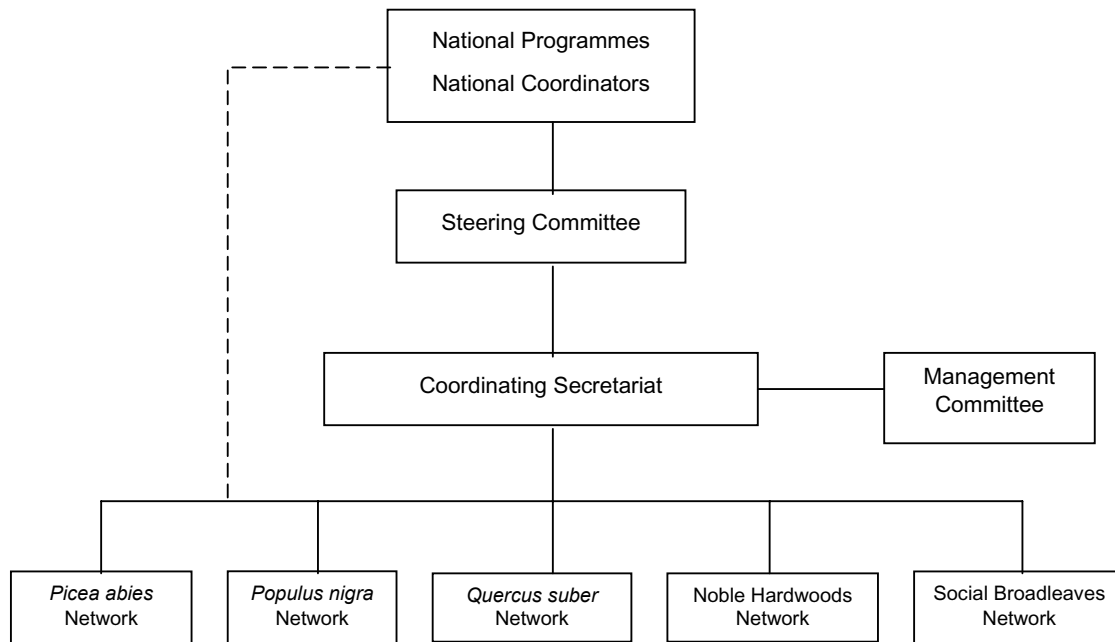 National Programmes
National Coordinators
Steering Committee
Coordinating Secretariat
Management
Committee
Picea abies
Network
Populus nigra
Network
Quercus suber
Network
Noble Hardwoods
Network
Social Broadleaves
Network